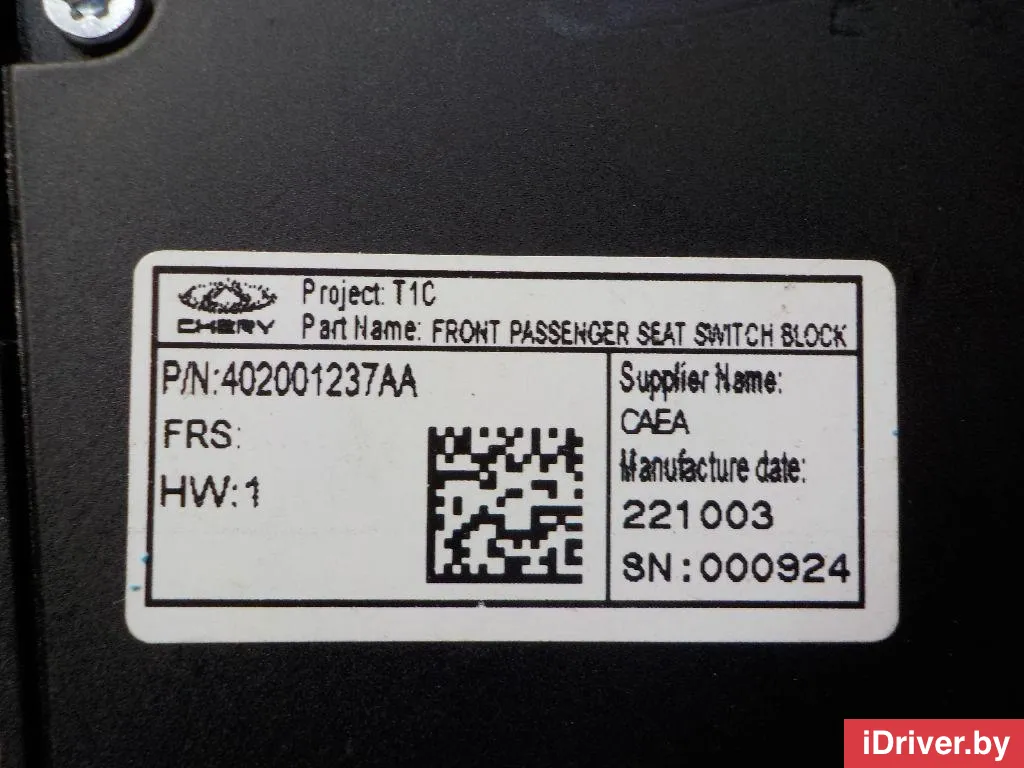 CHERY
Project: T1C
Part Name: FRONT PASSENGER SEAT SWITCH BLOCK
P/N:402001237AA
FRS:
HW:1
Supplier Name:
CAEA
Manufacture date:
221003
SN:000924
iDriver.by